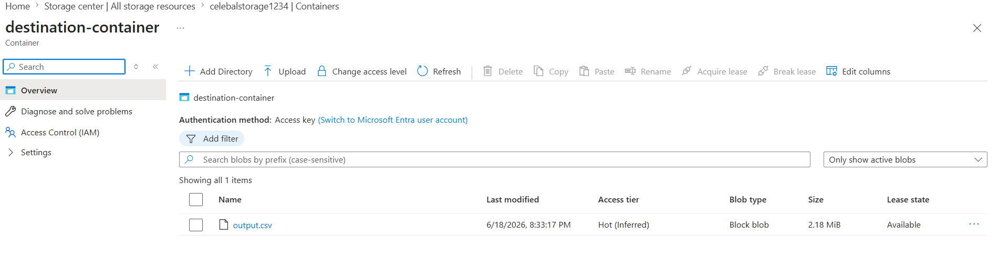 Home > Storage center | All storage resources > celebalstorage1234 | Containers
destination-container ...
Container
Search
Overview
Diagnose and solve problems
Access Control (IAM)
Settings
Add Directory Upload Change access level Refresh Delete Copy Paste Rename Acquire lease Break lease Edit columns
destination-container
Authentication method: Access key (Switch to Microsoft Entra user account)
Add filter
Search blobs by prefix (case-sensitive) Only show active blobs
Showing all 1 items
Name Last modified Access tier Blob type Size Lease state
output.csv 6/18/2026, 8:33:17 PM Hot (Inferred) Block blob 2.18 MiB Available ...